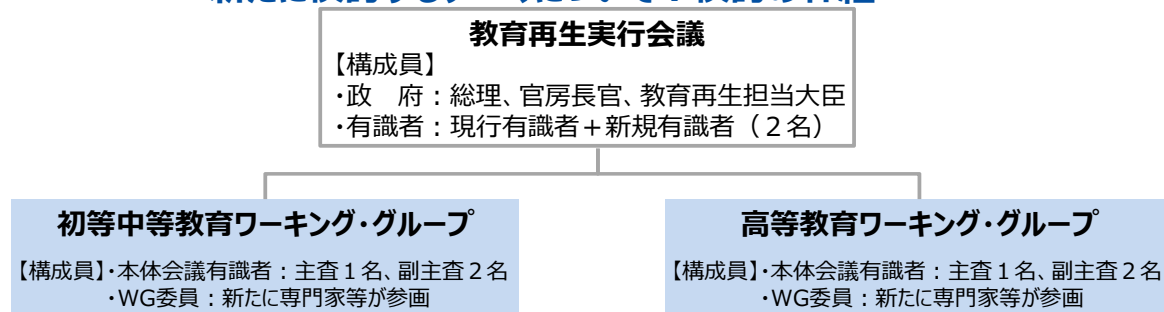 教育再生実行会議
【構成員】
・政　府：総理、官房長官、教育再生担当大臣
・有識者：現行有識者＋新規有識者（２名）
初等中等教育ワーキング・グループ
【構成員】・本体会議有識者：主査１名、副主査２名
・WG委員：新たに専門家等が参画
高等教育ワーキング・グループ
【構成員】・本体会議有識者：主査１名、副主査２名
・WG委員：新たに専門家等が参画